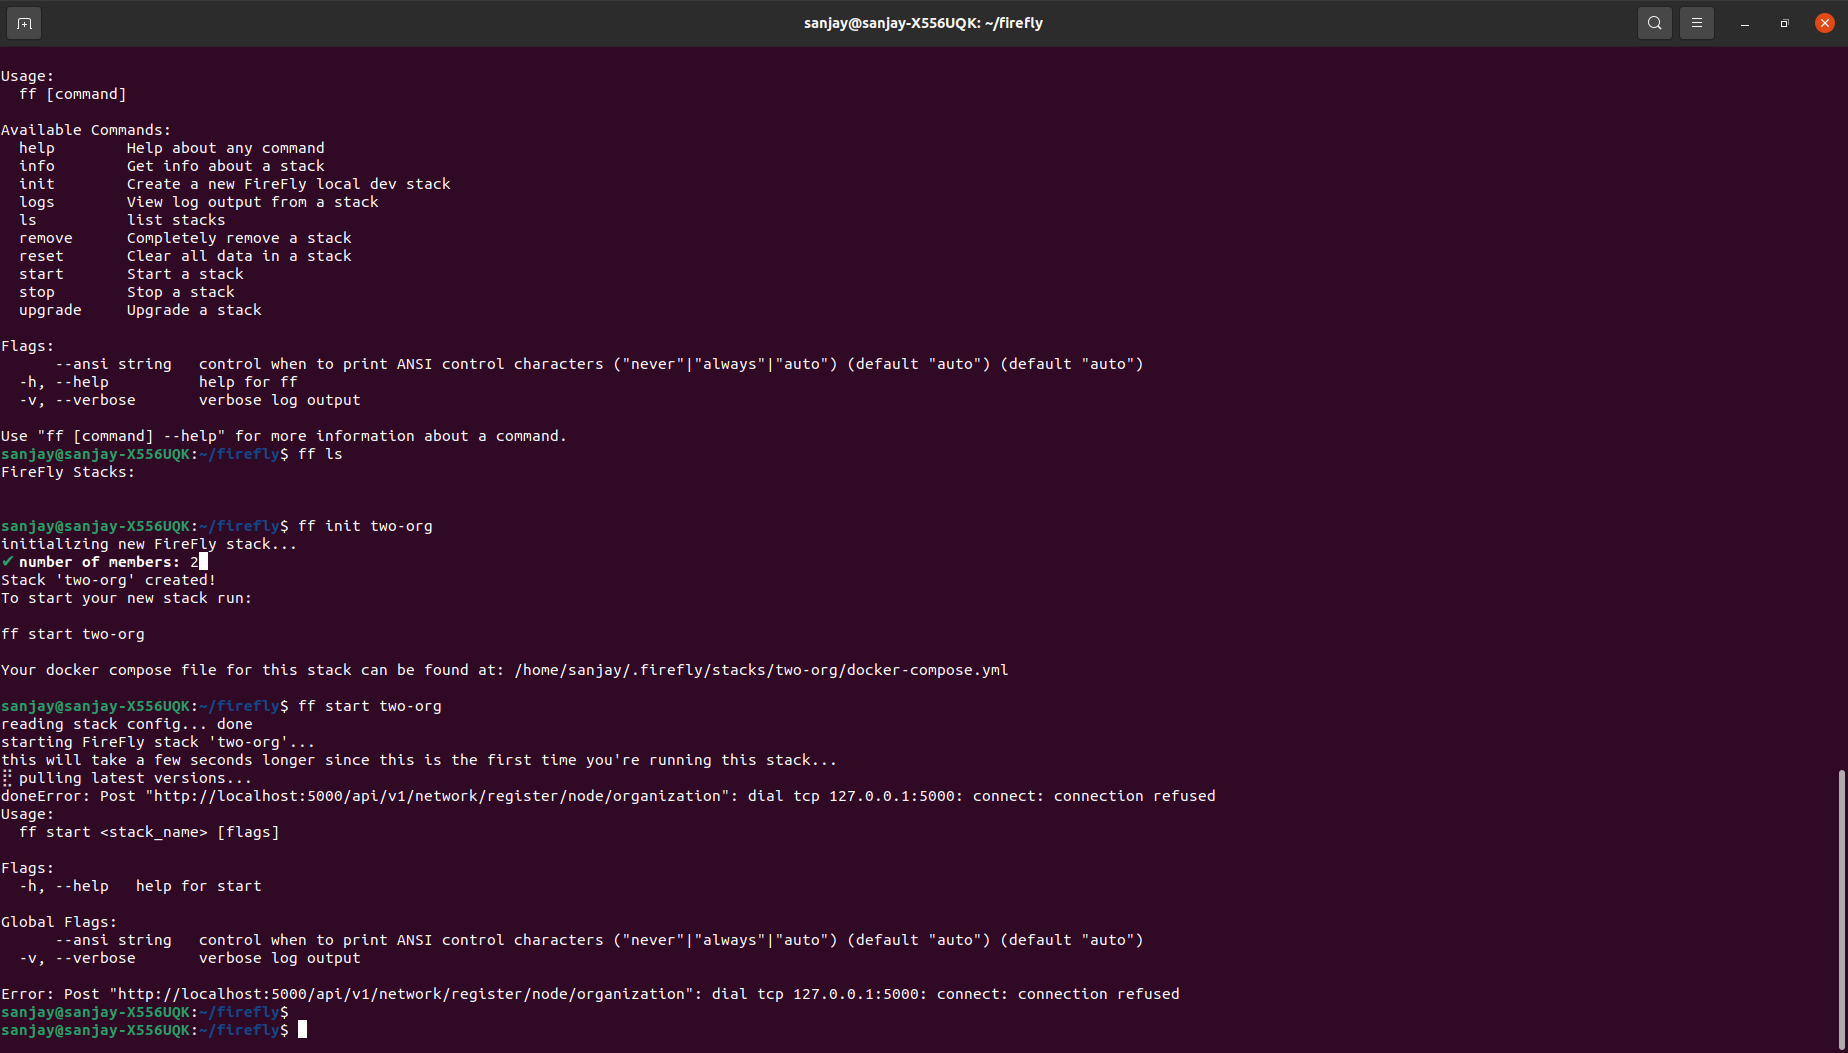 sanjay@sanjay-X556UQK: ~/firefly
Usage:
  ff [command]
Available Commands:
  help        Help about any command
  info        Get info about a stack
  init        Create a new FireFly local dev stack
  logs        View log output from a stack
  ls          list stacks
  remove      Completely remove a stack
  reset       Clear all data in a stack
  start       Start a stack
  stop        Stop a stack
  upgrade     Upgrade a stack
Flags:
      --ansi string   control when to print ANSI control characters ("never"|"always"|"auto") (default "auto") (default "auto")
  -h, --help          help for ff
  -v, --verbose       verbose log output
Use "ff [command] --help" for more information about a command.
sanjay@sanjay-X556UQK:~/firefly$ ff ls
FireFly Stacks:
sanjay@sanjay-X556UQK:~/firefly$ ff init two-org
initializing new FireFly stack...
✔ number of members: 2
Stack 'two-org' created!
To start your new stack run:
ff start two-org
Your docker compose file for this stack can be found at: /home/sanjay/.firefly/stacks/two-org/docker-compose.yml
sanjay@sanjay-X556UQK:~/firefly$ ff start two-org
reading stack config... done
starting FireFly stack 'two-org'...
this will take a few seconds longer since this is the first time you're running this stack...
pulling latest versions...
doneError: Post "http://localhost:5000/api/v1/network/register/node/organization": dial tcp 127.0.0.1:5000: connect: connection refused
Usage:
  ff start <stack_name> [flags]
Flags:
  -h, --help   help for start
Global Flags:
      --ansi string   control when to print ANSI control characters ("never"|"always"|"auto") (default "auto") (default "auto")
  -v, --verbose       verbose log output
Error: Post "http://localhost:5000/api/v1/network/register/node/organization": dial tcp 127.0.0.1:5000: connect: connection refused
sanjay@sanjay-X556UQK:~/firefly$
sanjay@sanjay-X556UQK:~/firefly$